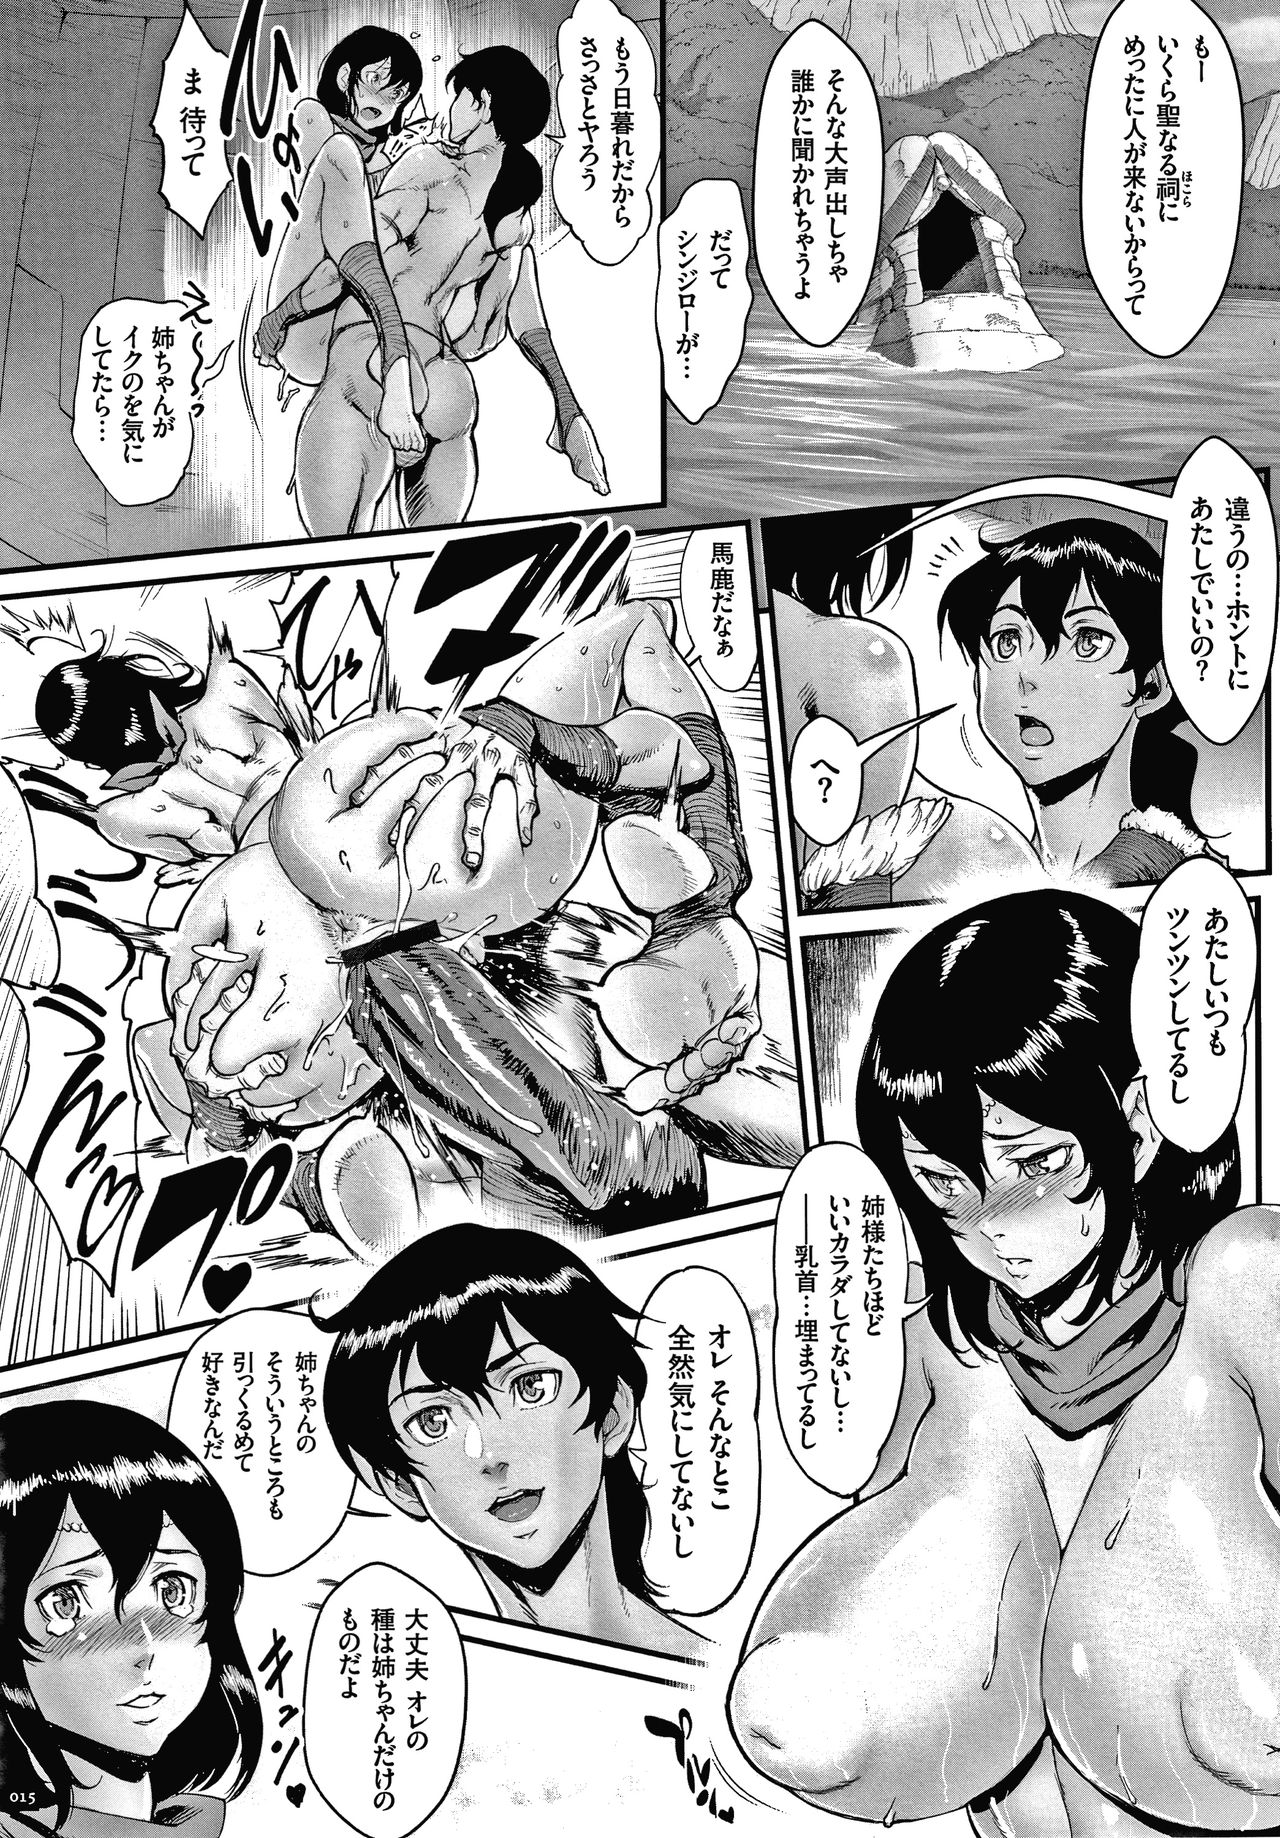 もー
いくら聖なる祠に
ほこら
めったに人が来ないからって
そんな大声出しちゃ
誰かに聞かれちゃうよ
だって
シンジローが…
もう日暮れだから
さっさとヤろう
ま 待って
ひょい
え〜〜っ
姉ちゃんが
イクのを気に
してたら…
違うの…ホントに
あたしでいいの?
へ?
馬鹿だなぁ
あたしいつも
ツンツンしてるし
姉様たちほど
いいカラダしてないし…
――乳首…埋まってるし
オレ そんなとこ
全然気にしてないし
姉ちゃんの
そういうところも
引っくるめて
好きなんだ
大丈夫 オレの
種は姉ちゃんだけの
ものだよ
キュン♥
015